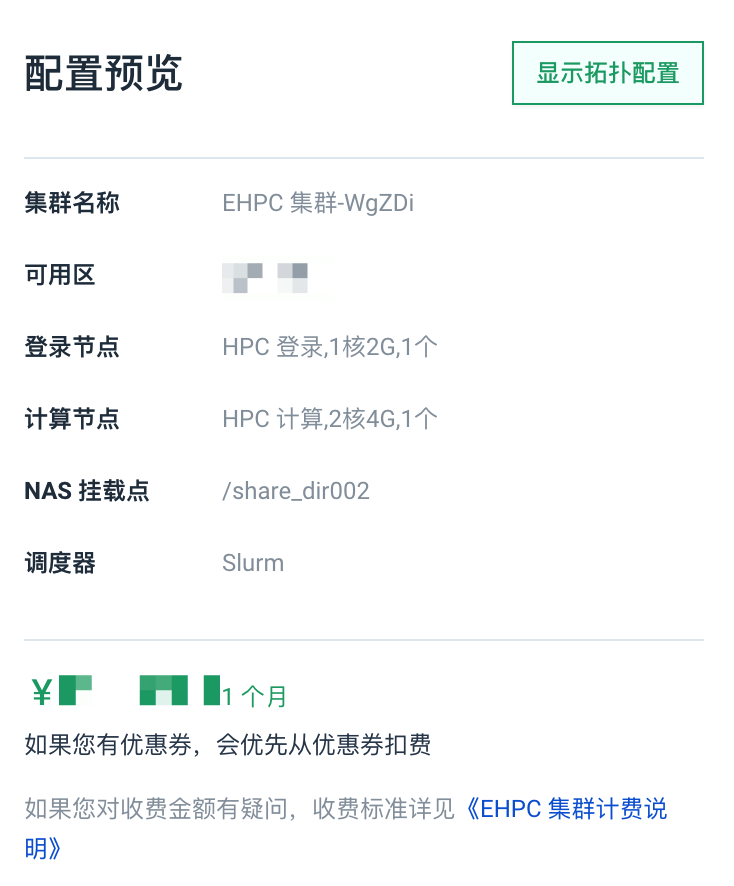 配置预览
显示拓扑配置
集群名称 EHPC 集群-WgZDi
可用区
登录节点 HPC 登录,1核2G,1个
计算节点 HPC 计算,2核4G,1个
NAS 挂载点 /share_dir002
调度器 Slurm
¥ 1 个月
如果您有优惠券，会优先从优惠券扣费
如果您对收费金额有疑问，收费标准详见《EHPC 集群计费说
明》